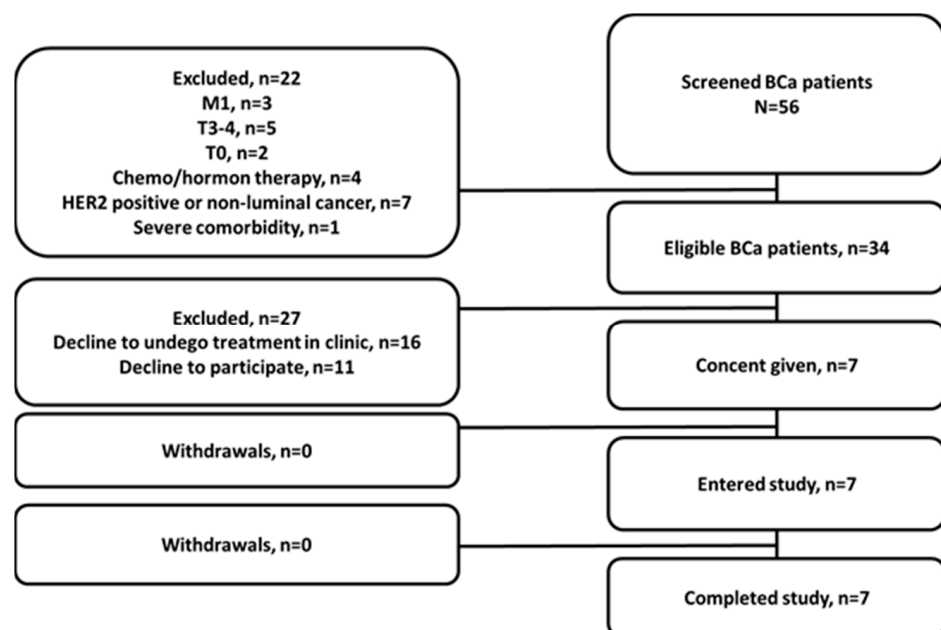 Screened BCa patients
N=56
Excluded, n=22
M1, n=3
T3-4, n=5
T0, n=2
Chemo/hormon therapy, n=4
HER2 positive or non-luminal cancer, n=7
Severe comorbidity, n=1
Eligible BCa patients, n=34
Excluded, n=27
Decline to undego treatment in clinic, n=16
Decline to participate, n=11
Concent given, n=7
Withdrawals, n=0
Entered study, n=7
Withdrawals, n=0
Completed study, n=7